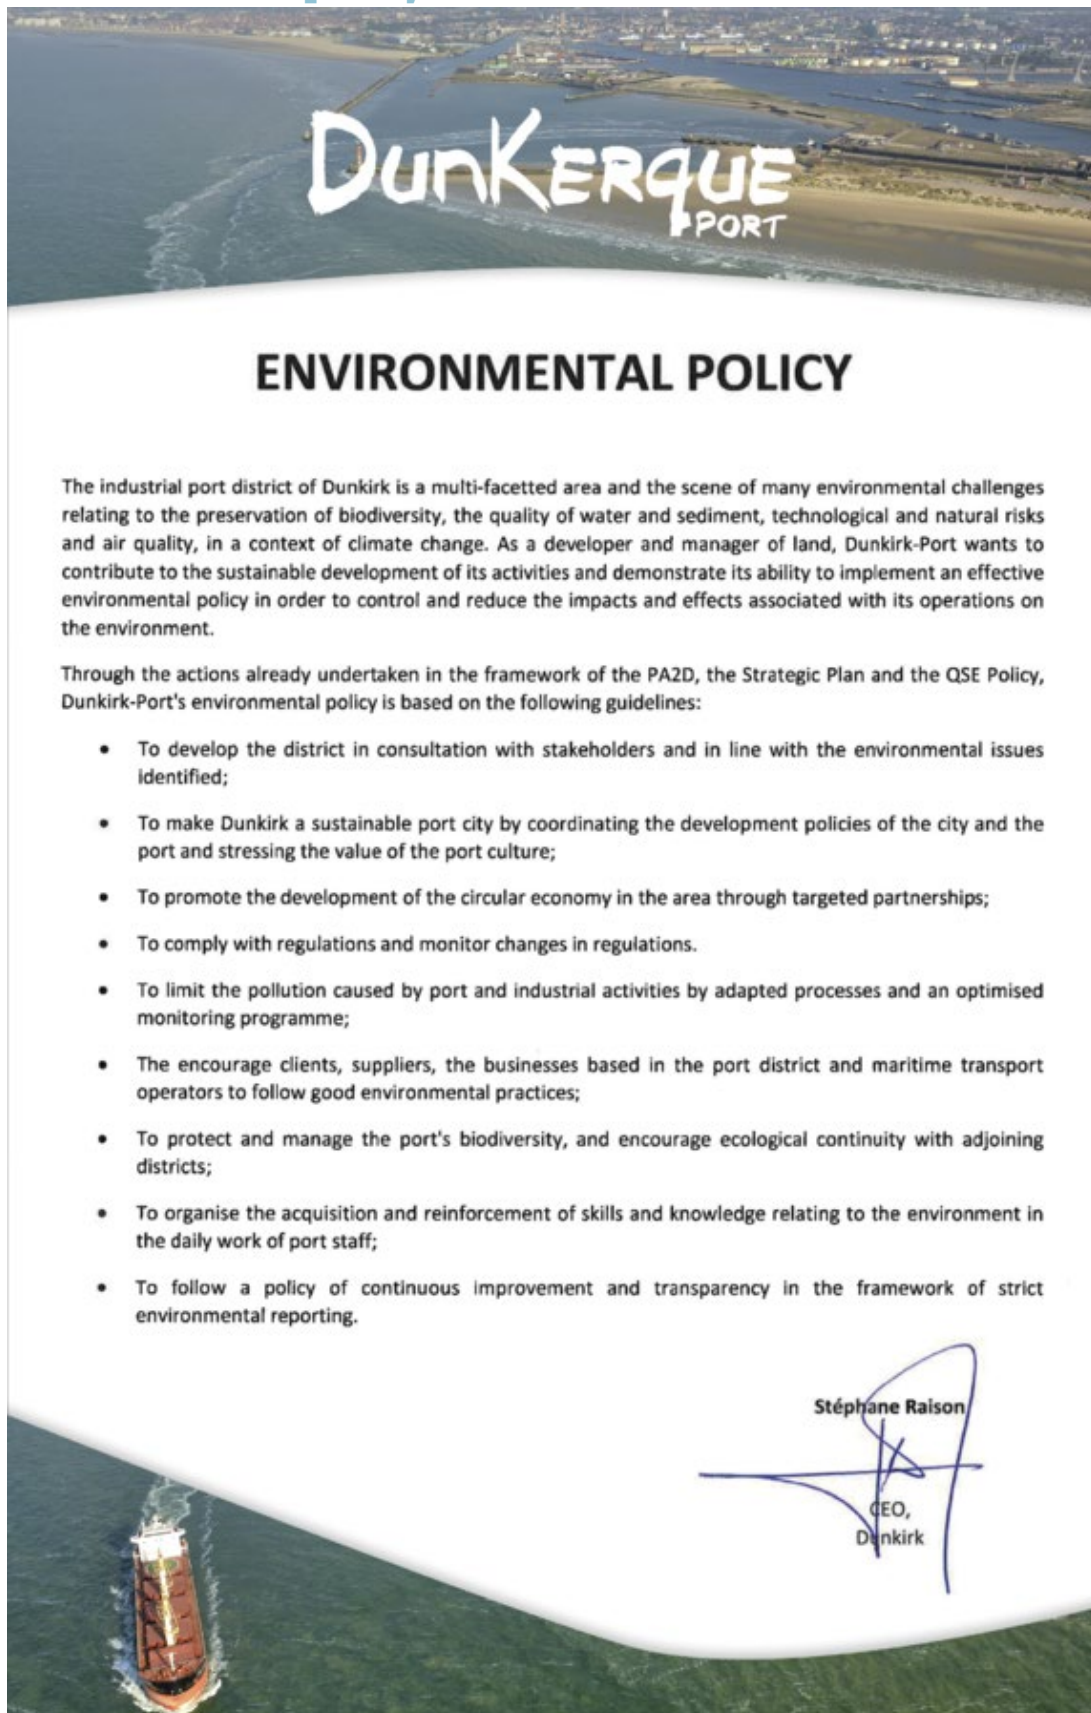 DunKERQUE
PORT
ENVIRONMENTAL POLICY
The industrial port district of Dunkirk is a multi-facetted area and the scene of many environmental challenges
relating to the preservation of biodiversity, the quality of water and sediment, technological and natural risks
and air quality, in a context of climate change. As a developer and manager of land, Dunkirk-Port wants to
contribute to the sustainable development of its activities and demonstrate its ability to implement an effective
environmental policy in order to control and reduce the impacts and effects associated with its operations on
the environment.
Through the actions already undertaken in the framework of the PA2D, the Strategic Plan and the QSE Policy,
Dunkirk-Port's environmental policy is based on the following guidelines:
• To develop the district in consultation with stakeholders and in line with the environmental issues
identified;
• To make Dunkirk a sustainable port city by coordinating the development policies of the city and the
port and stressing the value of the port culture;
• To promote the development of the circular economy in the area through targeted partnerships;
• To comply with regulations and monitor changes in regulations.
• To limit the pollution caused by port and industrial activities by adapted processes and an optimised
monitoring programme;
• The encourage clients, suppliers, the businesses based in the port district and maritime transport
operators to follow good environmental practices;
• To protect and manage the port's biodiversity, and encourage ecological continuity with adjoining
districts;
• To organise the acquisition and reinforcement of skills and knowledge relating to the environment in
the daily work of port staff;
• To follow a policy of continuous improvement and transparency in the framework of strict
environmental reporting.
Stéphane Raison
CEO,
Dunkirk